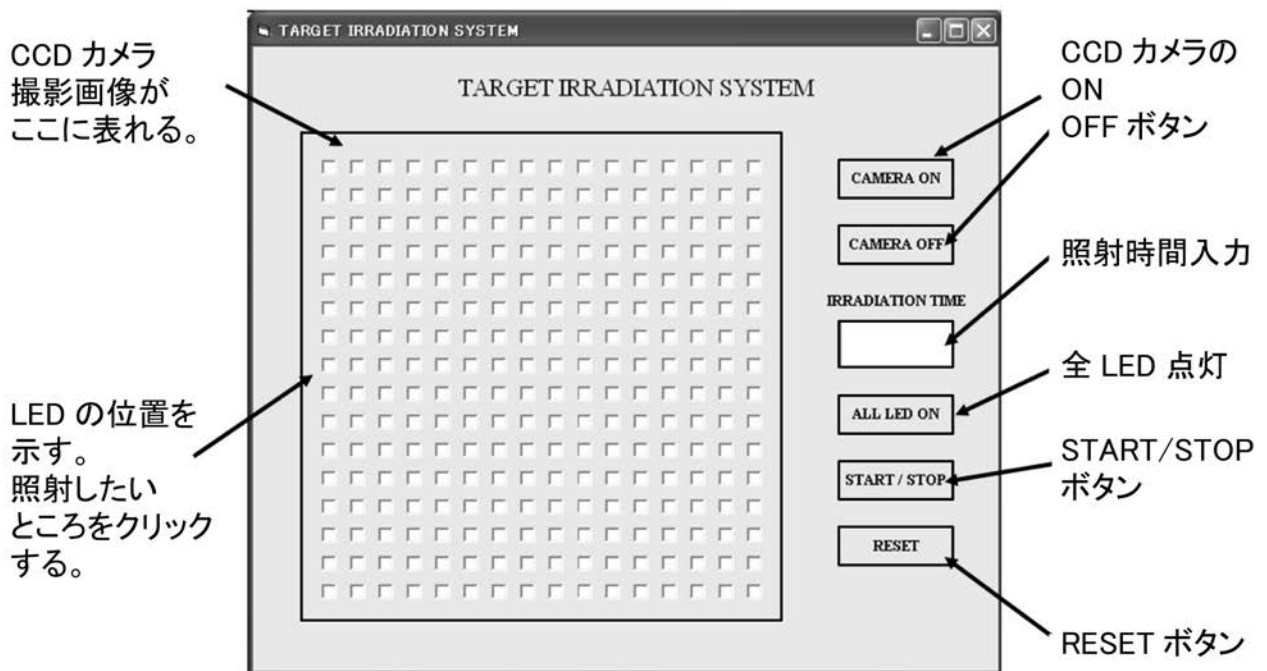 TARGET IRRADIATION SYSTEM
TARGET IRRADIATION SYSTEM
CCD カメラ
撮影画像が
ここに表れる。
LED の位置を
示す。
照射したい
ところをクリック
する。
CAMERA ON
CAMERA OFF
IRRADIATION TIME
ALL LED ON
START / STOP
RESET
CCD カメラの
ON
OFF ボタン
照射時間入力
全 LED 点灯
START/STOP
ボタン
RESET ボタン